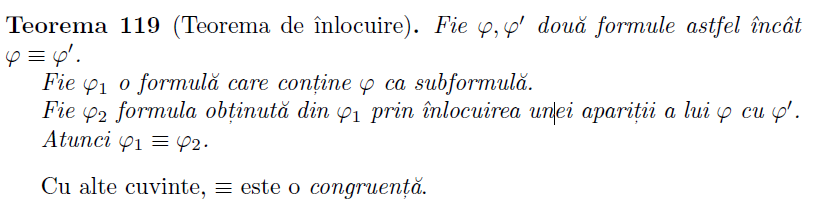 Teorema 119 (Teorema de înlocuire). Fie φ, φ′ două formule astfel încât
φ ≡ φ′.
Fie φ₁ o formulă care conține φ ca subformulă.
Fie φ₂ formula obținută din φ₁ prin înlocuirea unei apariții a lui φ cu φ′.
Atunci φ₁ ≡ φ₂.
Cu alte cuvinte, ≡ este o congruență.